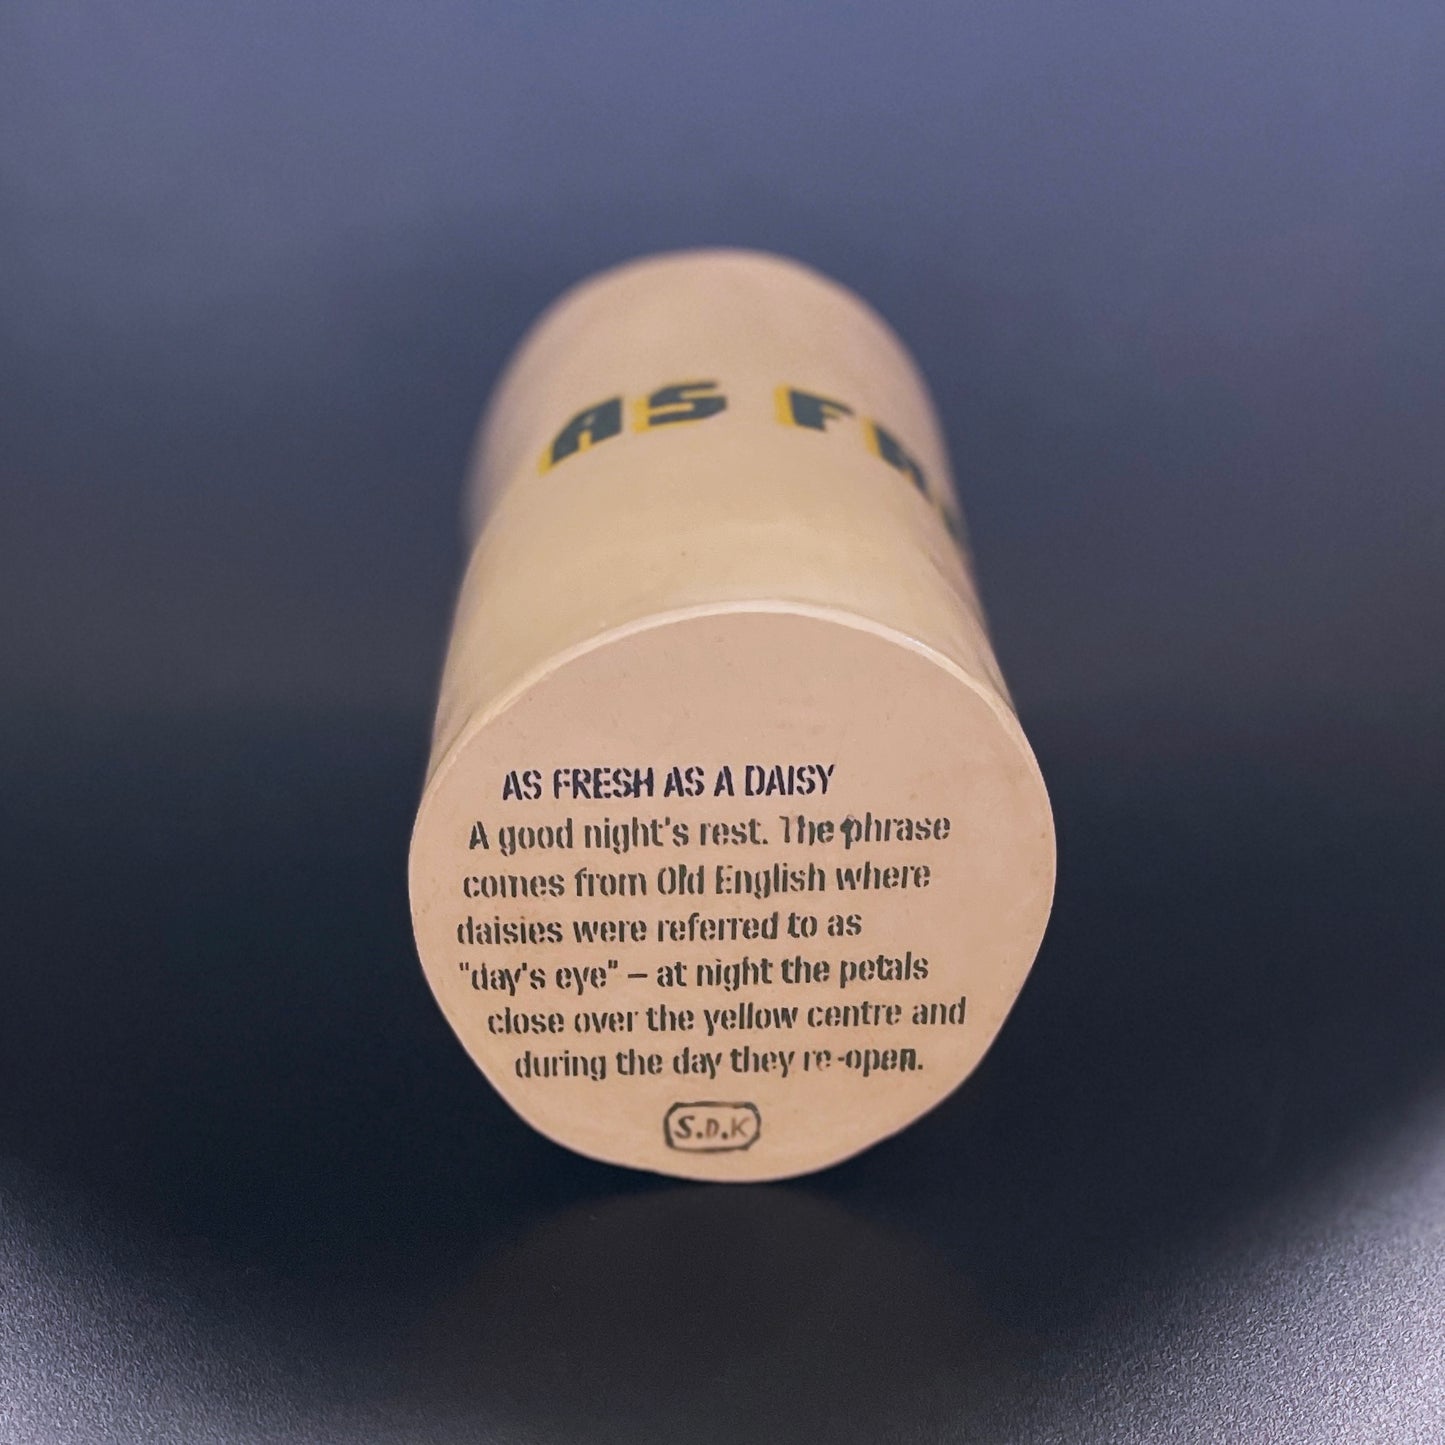 AS FR
AS FRESH AS A DAISY
A good night's rest. The phrase
comes from Old English where
daisies were referred to as
"day's eye" – at night the petals
close over the yellow centre and
during the day they re-open.
S.D.K